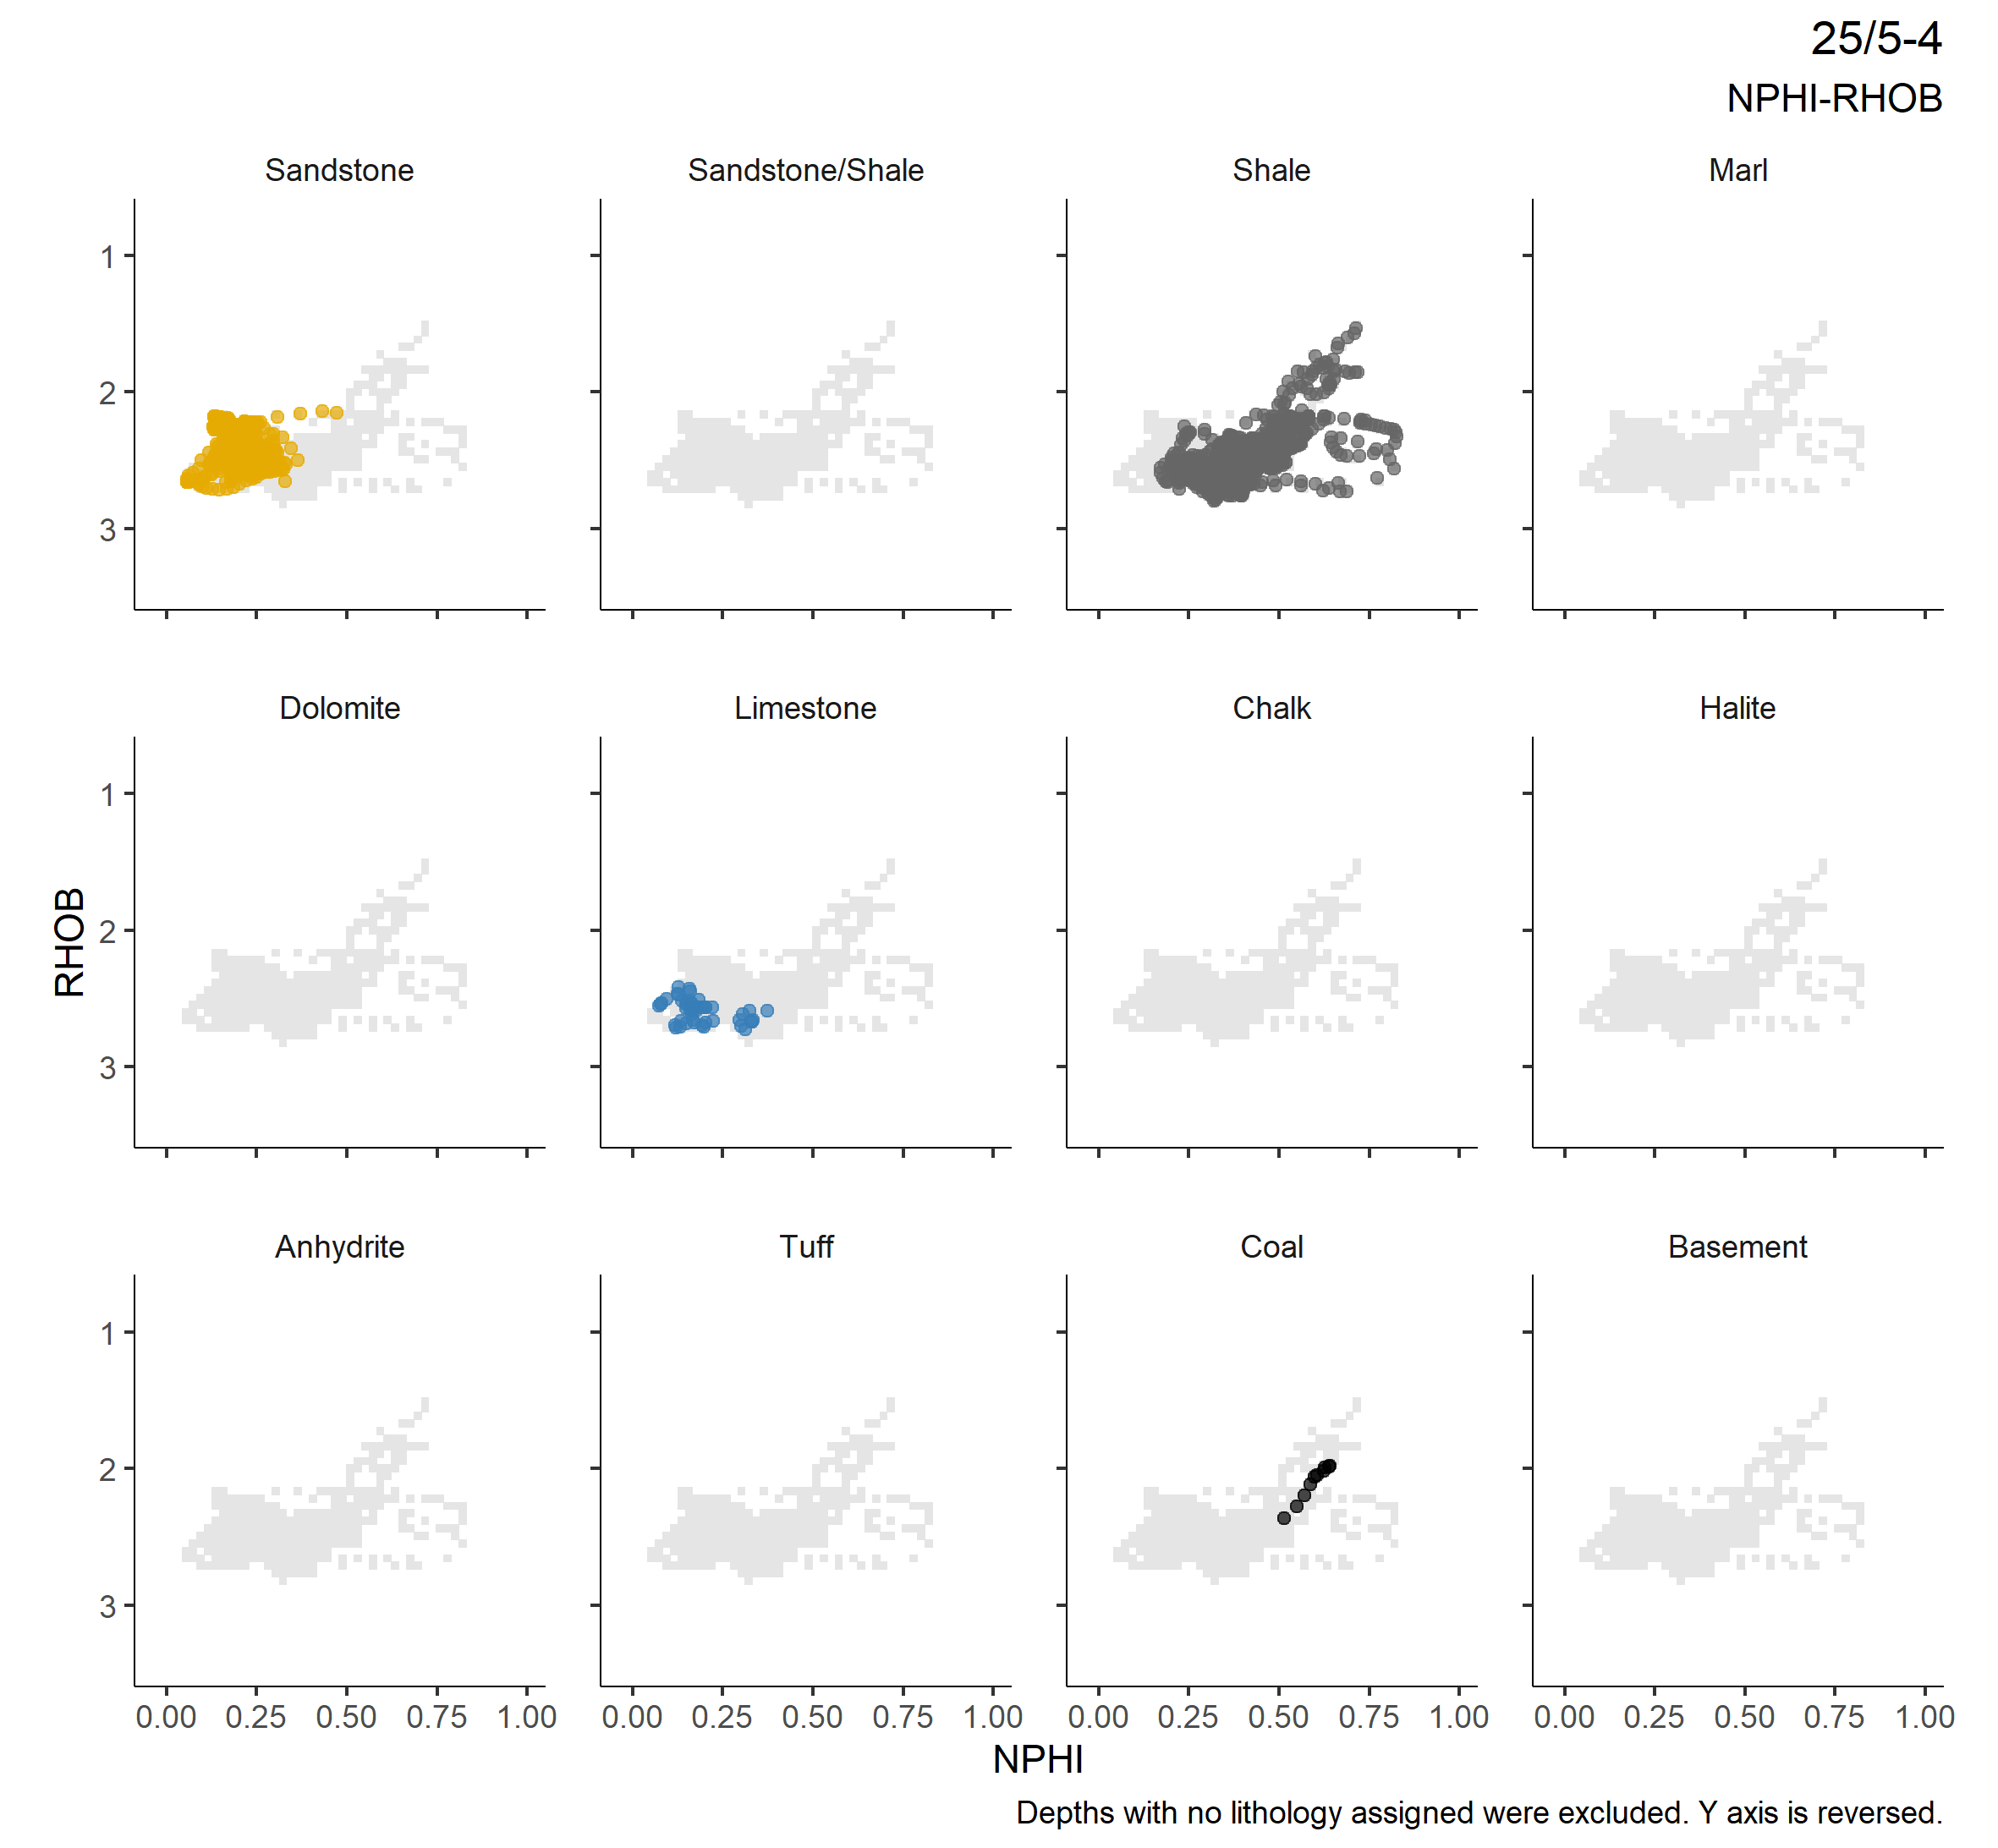 25/5-4
NPHI-RHOB
Sandstone
Sandstone/Shale
Shale
Marl
1
2
3
Dolomite
Limestone
Chalk
Halite
1
2
3
RHOB
Anhydrite
Tuff
Coal
Basement
1
2
3
0.00 0.25 0.50 0.75 1.00
0.00 0.25 0.50 0.75 1.00
0.00 0.25 0.50 0.75 1.00
0.00 0.25 0.50 0.75 1.00
NPHI
Depths with no lithology assigned were excluded. Y axis is reversed.